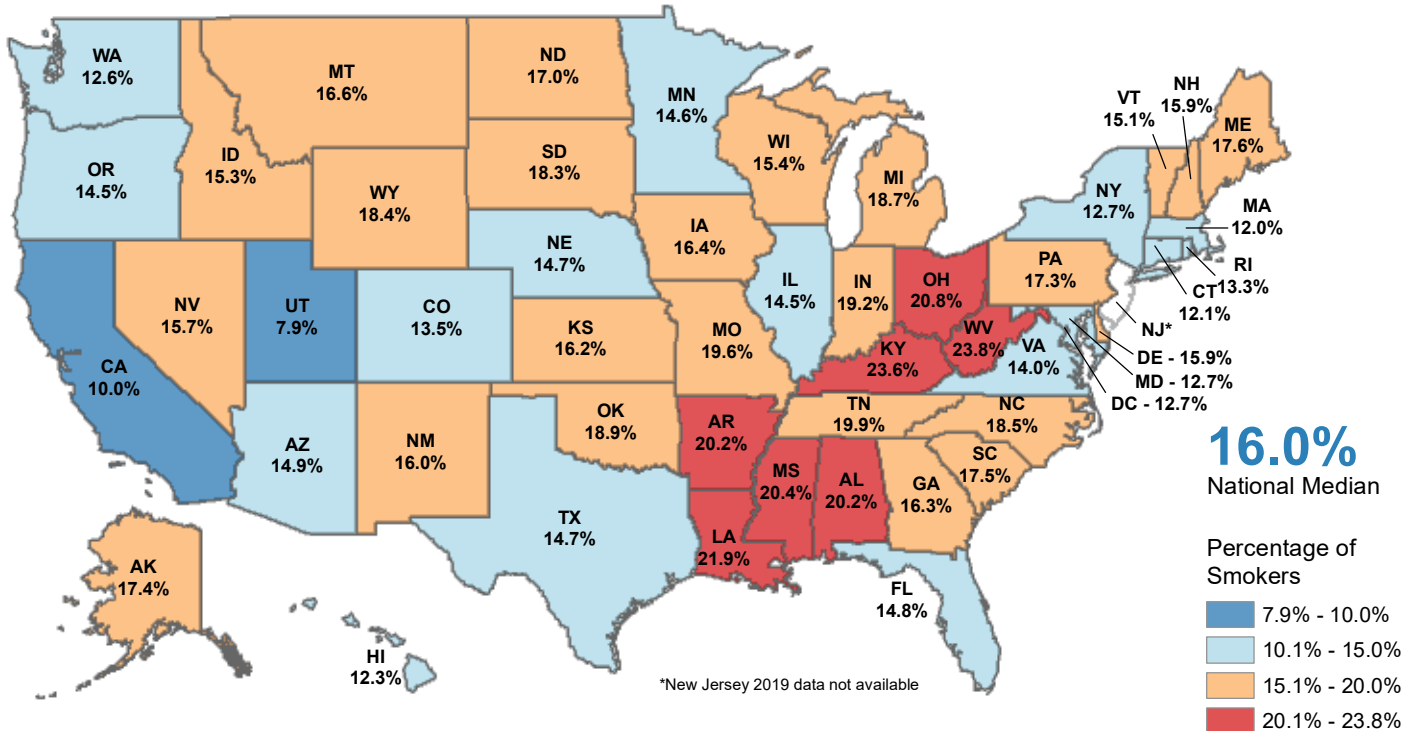 WA
12.6%
MT
16.6%
ND
17.0%
MN
14.6%
OR
14.5%
ID
15.3%
WY
18.4%
SD
18.3%
WI
15.4%
MI
18.7%
VT
15.1%
NH
15.9%
ME
17.6%
NY
12.7%
MA
12.0%
RI
13.3%
CT
12.1%
NJ*
DE - 15.9%
MD - 12.7%
DC - 12.7%
PA
17.3%
NE
14.7%
IA
16.4%
IL
14.5%
IN
19.2%
OH
20.8%
WV
23.8%
VA
14.0%
KY
23.6%
CA
10.0%
NV
15.7%
UT
7.9%
CO
13.5%
KS
16.2%
MO
19.6%
AZ
14.9%
NM
16.0%
OK
18.9%
AR
20.2%
TN
19.9%
NC
18.5%
SC
17.5%
MS
20.4%
AL
20.2%
GA
16.3%
TX
14.7%
LA
21.9%
FL
14.8%
AK
17.4%
HI
12.3%
*New Jersey 2019 data not available
16.0%
National Median
Percentage of
Smokers
7.9% - 10.0%
10.1% - 15.0%
15.1% - 20.0%
20.1% - 23.8%